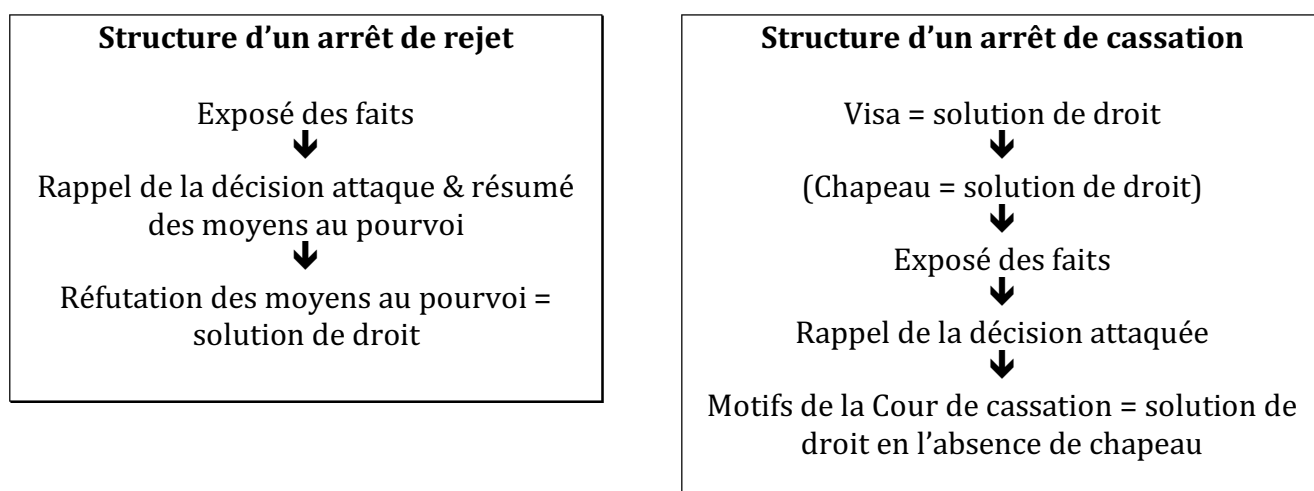 Structure d’un arrêt de rejet
Exposé des faits
🡻
Rappel de la décision attaque & résumé
des moyens au pourvoi
🡻
Réfutation des moyens au pourvoi =
solution de droit
Structure d’un arrêt de cassation
Visa = solution de droit
🡻
(Chapeau = solution de droit)
🡻
Exposé des faits
🡻
Rappel de la décision attaquée
🡻
Motifs de la Cour de cassation = solution de
droit en l’absence de chapeau